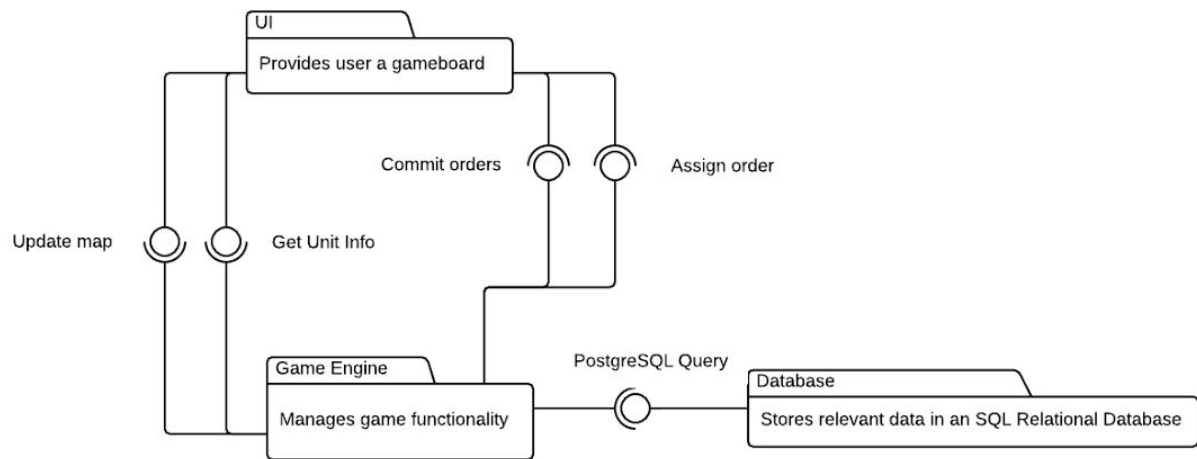 UI
Provides user a gameboard
Commit orders
Assign order
Update map
Get Unit Info
PostgreSQL Query
Game Engine
Manages game functionality
Database
Stores relevant data in an SQL Relational Database